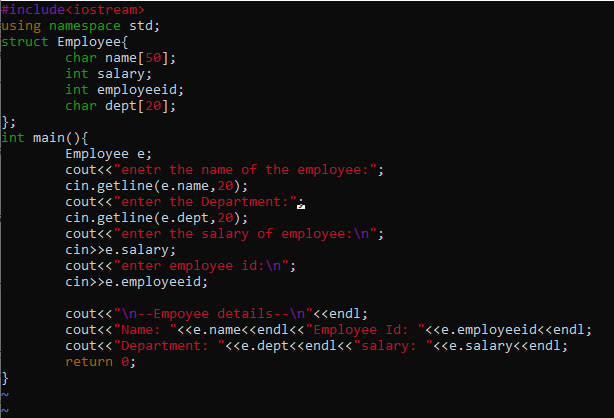 #include<iostream>
using namespace std;
struct Employee{
        char name[50];
        int salary;
        int employeeid;
        char dept[20];
};
int main(){
        Employee e;
        cout<<"enetr the name of the employee:";
        cin.getline(e.name,20);
        cout<<"enter the Department:";
        cin.getline(e.dept,20);
        cout<<"enter the salary of employee:\n";
        cin>>e.salary;
        cout<<"enter employee id:\n";
        cin>>e.employeeid;

        cout<<"\n--Empoyee details--\n"<<endl;
        cout<<"Name: "<<e.name<<endl<<"Employee Id: "<<e.employeeid<<endl;
        cout<<"Department: "<<e.dept<<endl<<"salary: "<<e.salary<<endl;
        return 0;
}
~
~